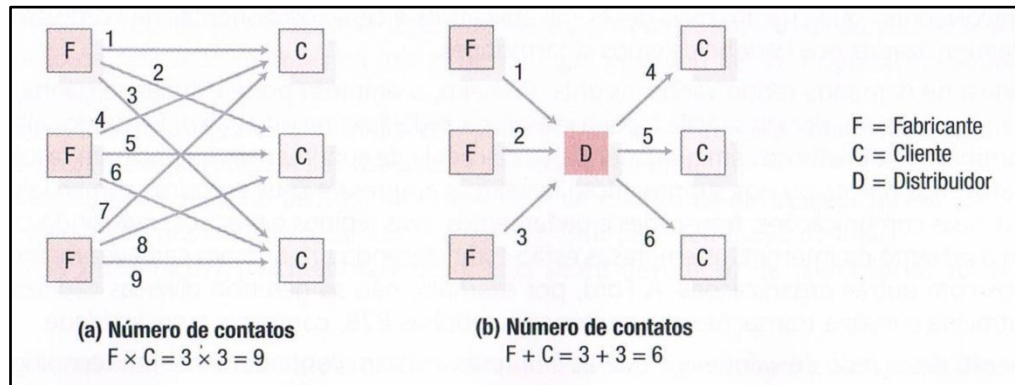 F
1
C
2
3
4
F
5
C
6
7
8
F
9
C
(a) Número de contatos
F × C = 3 × 3 = 9
F
C
1
4
F
2
D
5
C
3
6
F
C
(b) Número de contatos
F + C = 3 + 3 = 6
F = Fabricante
C = Cliente
D = Distribuidor